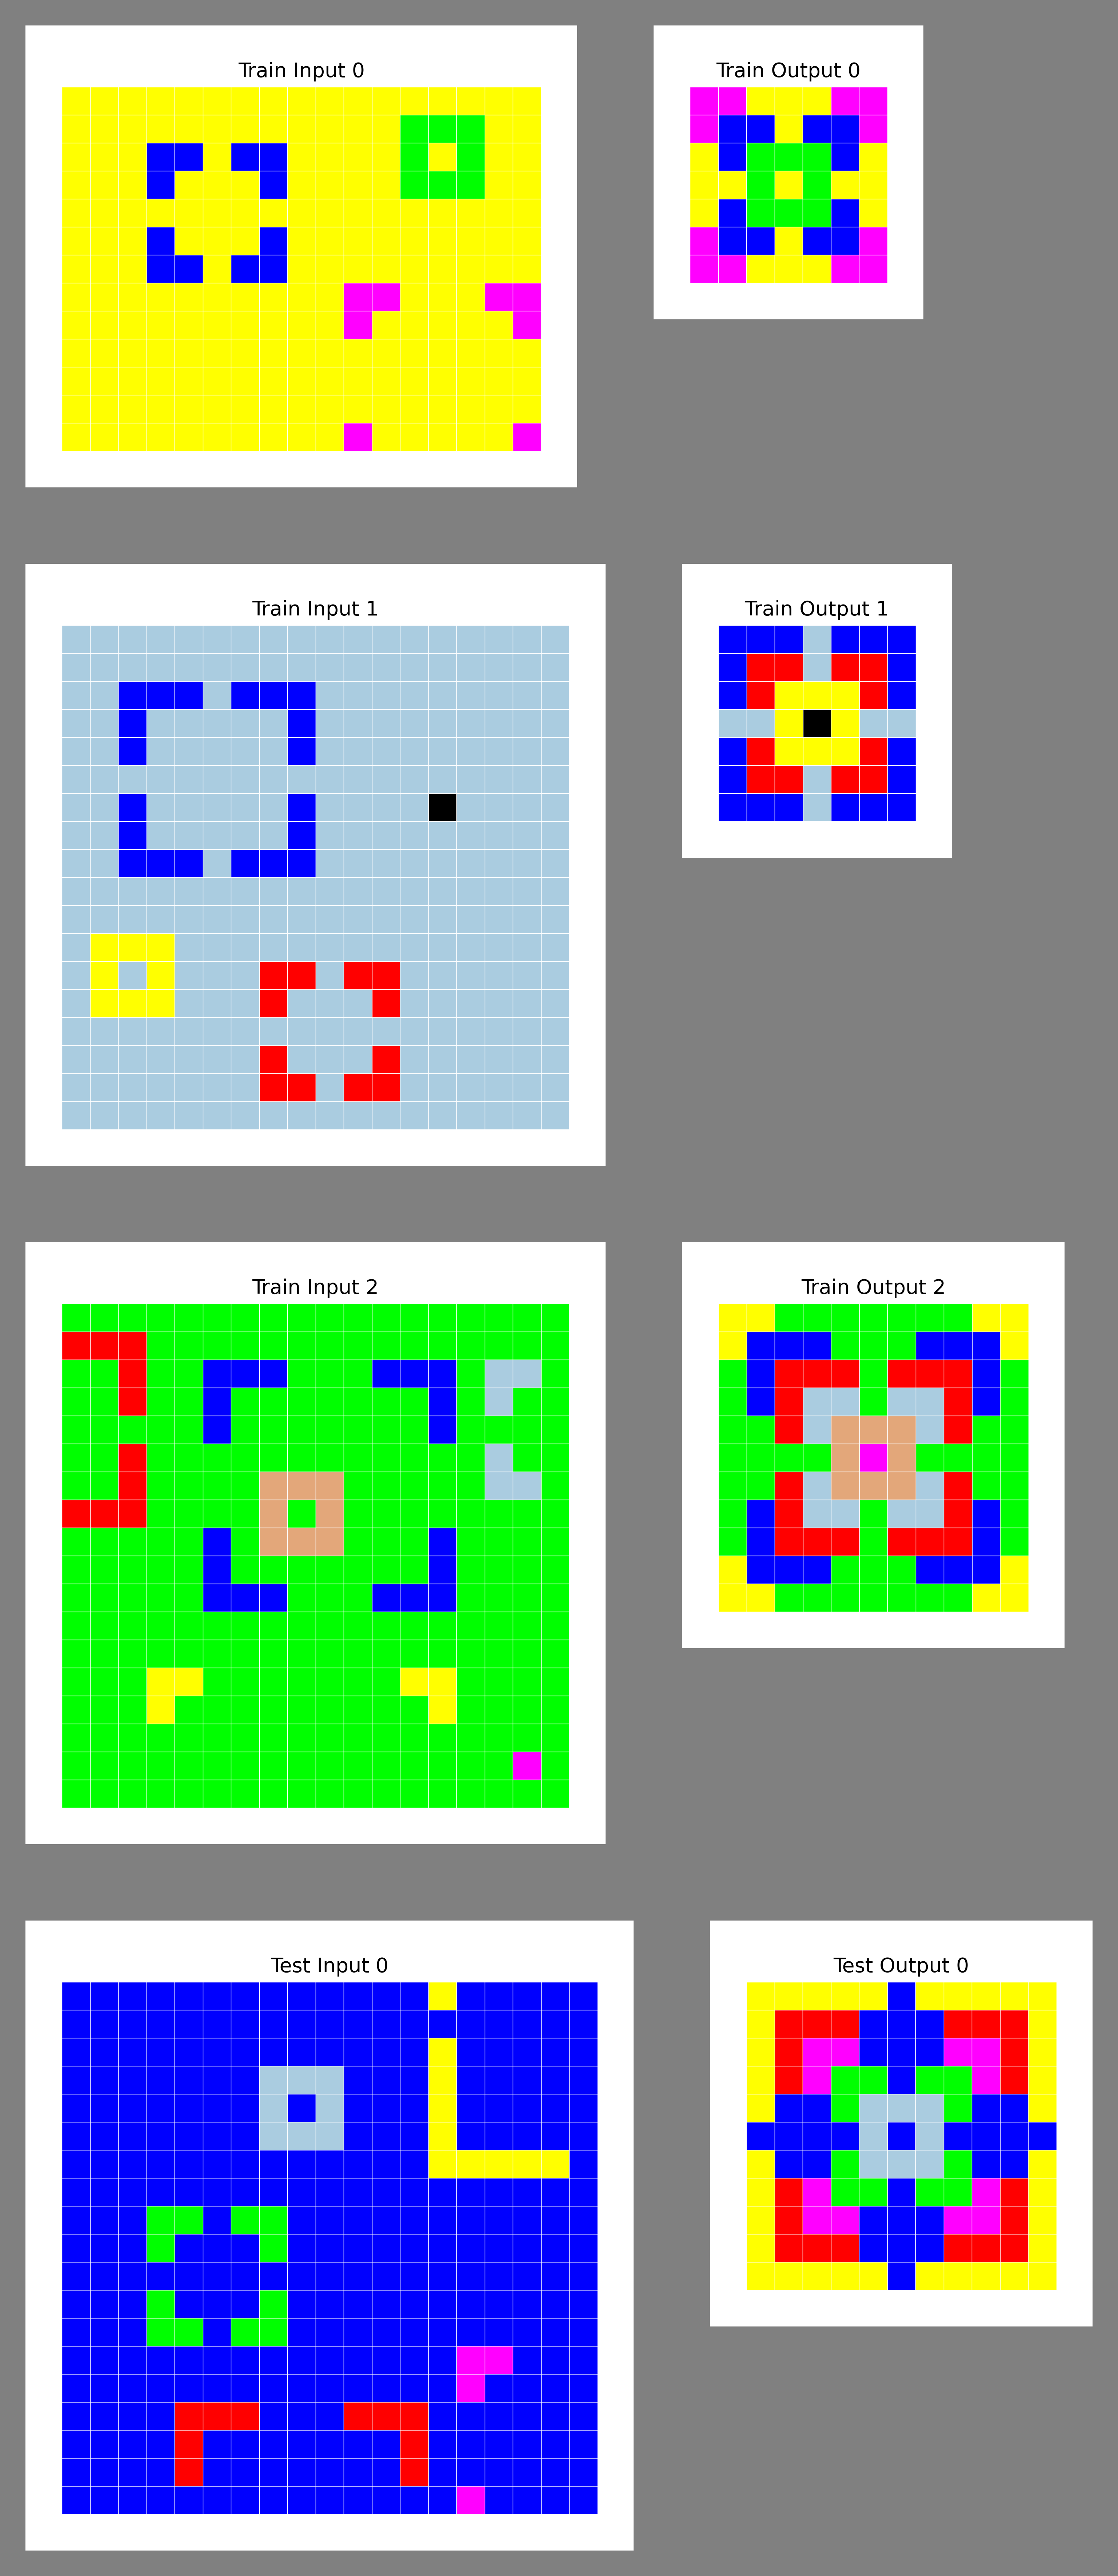 Train Input 0
Train Output 0
Train Input 1
Train Output 1
Train Input 2
Train Output 2
Test Input 0
Test Output 0